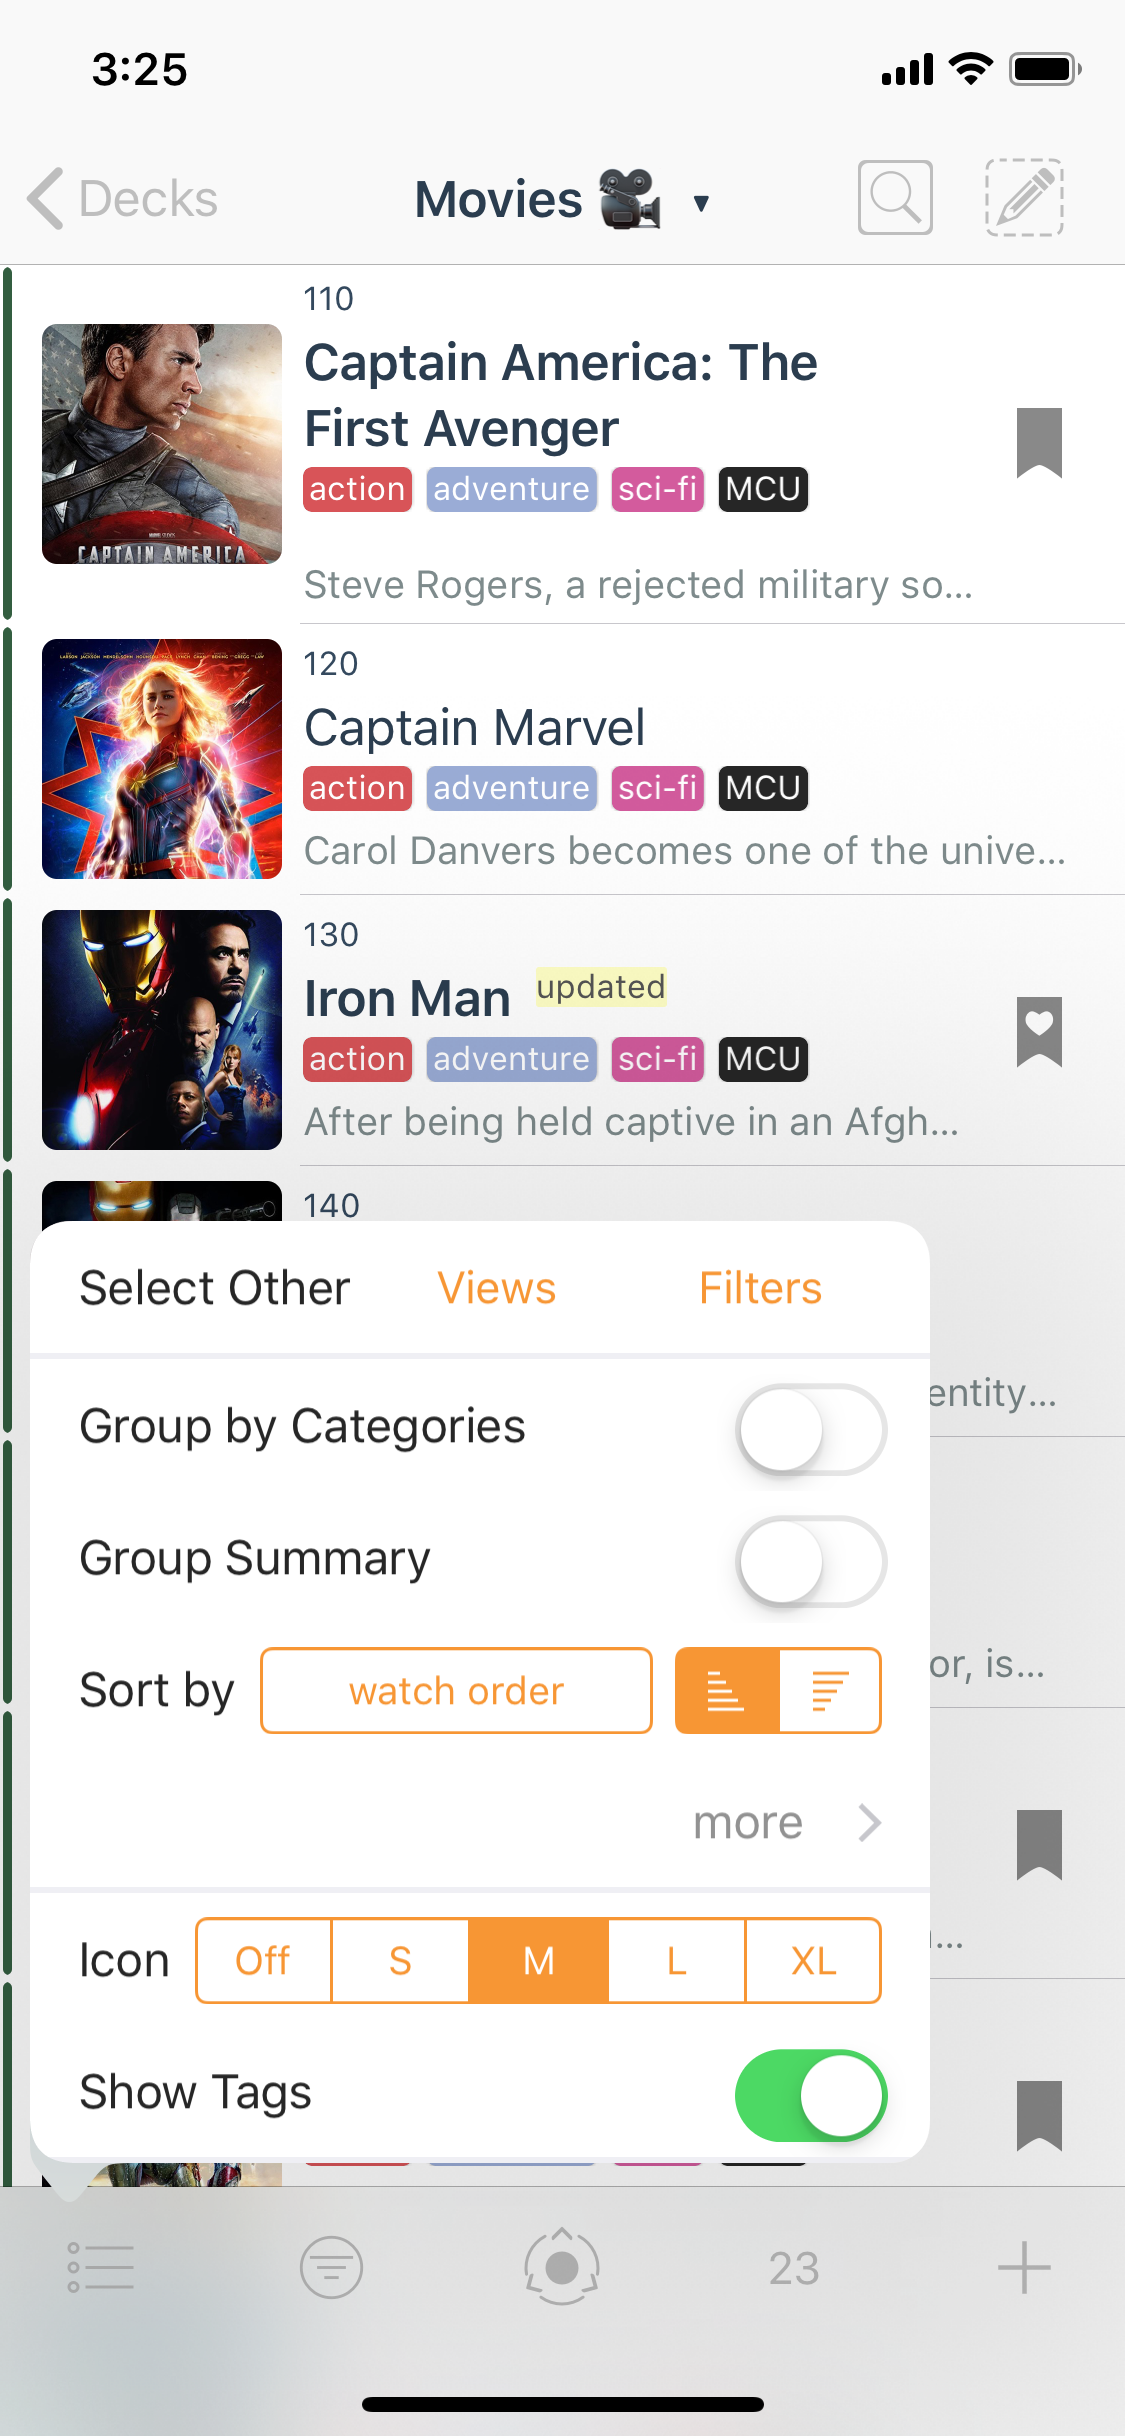 3:25
Decks
Movies
110
Captain America: The
First Avenger
action adventure sci-fi MCU
Steve Rogers, a rejected military so...
CAPTAIN AMERICA
120
Captain Marvel
action adventure sci-fi MCU
Carol Danvers becomes one of the unive...
130
Iron Man updated
action adventure sci-fi MCU
After being held captive in an Afgh...
140
Select Other Views Filters
entity...
Group by Categories
Group Summary
or, is...
Sort by watch order
more
Icon Off S M L XL
Show Tags
23